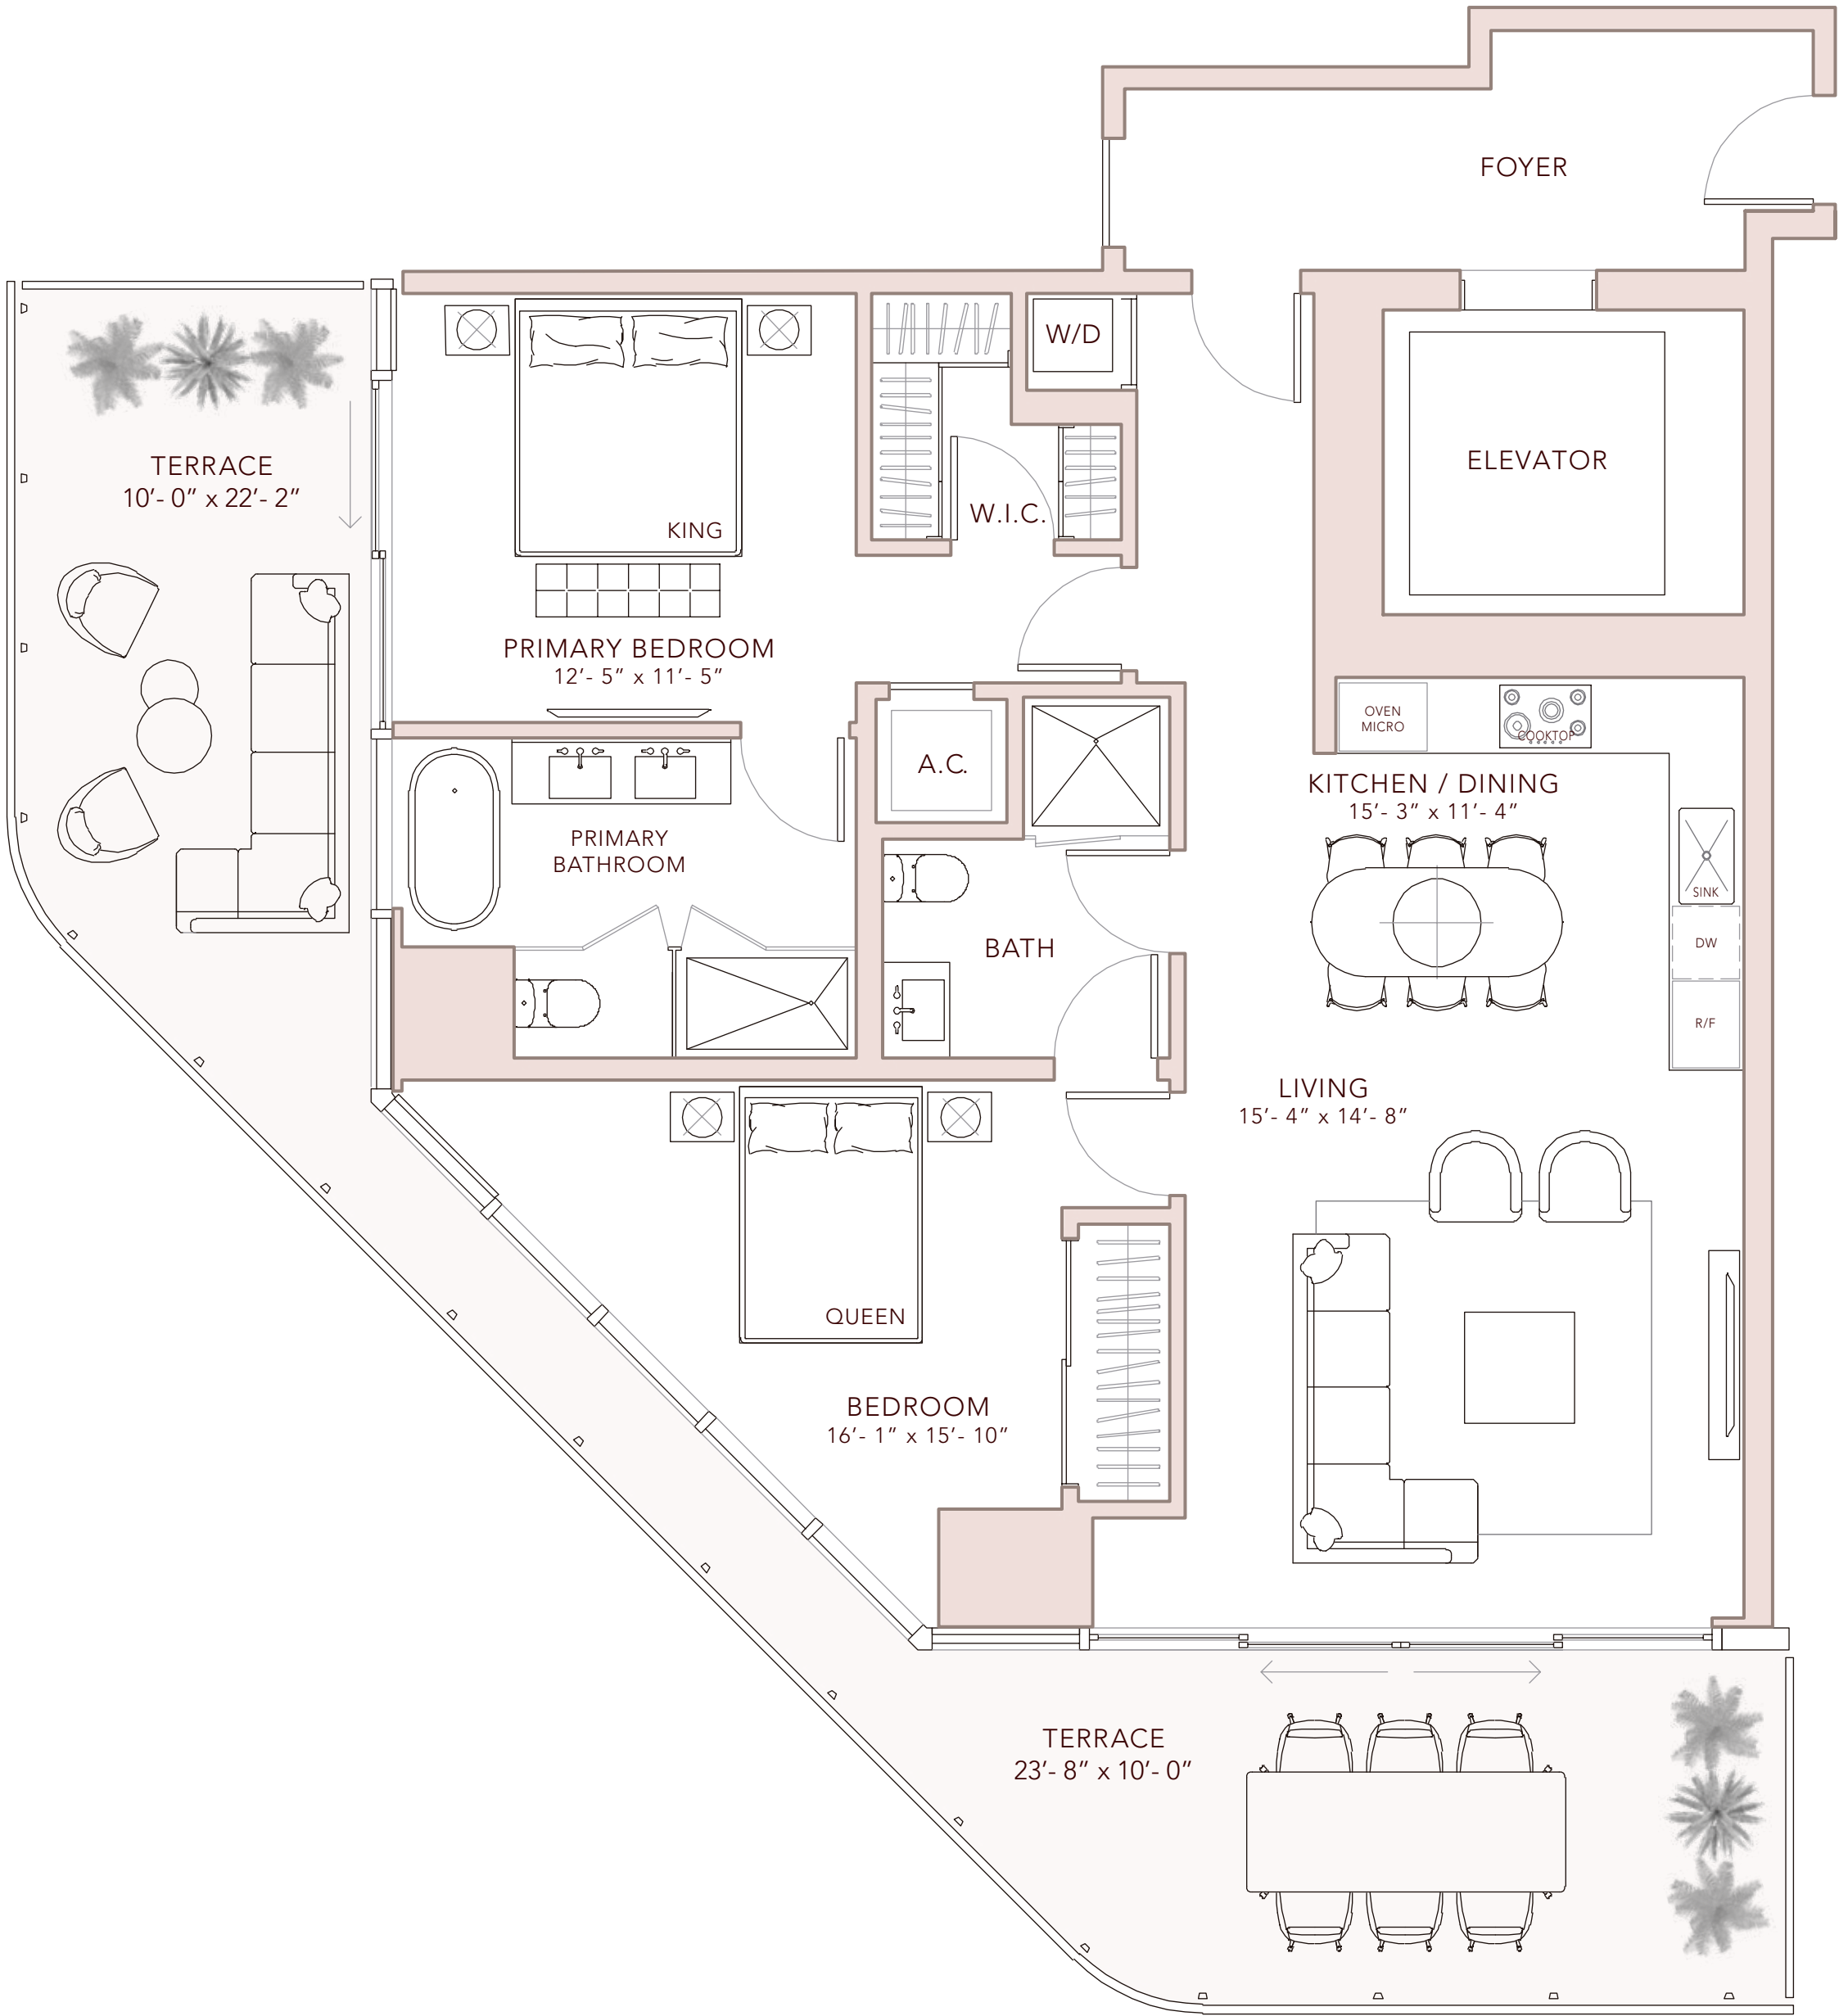 FOYER
W/D
TERRACE
10’- 0” x 22’- 2”
ELEVATOR
W.I.C.
KING
PRIMARY BEDROOM
12’- 5” x 11’- 5”
OVEN
MICRO
COOKTOP
A.C.
KITCHEN / DINING
15’- 3” x 11’- 4”
PRIMARY
BATHROOM
SINK
DW
BATH
R/F
LIVING
15’- 4” x 14’- 8”
QUEEN
BEDROOM
16’- 1” x 15’- 10”
TERRACE
23’- 8” x 10’- 0”